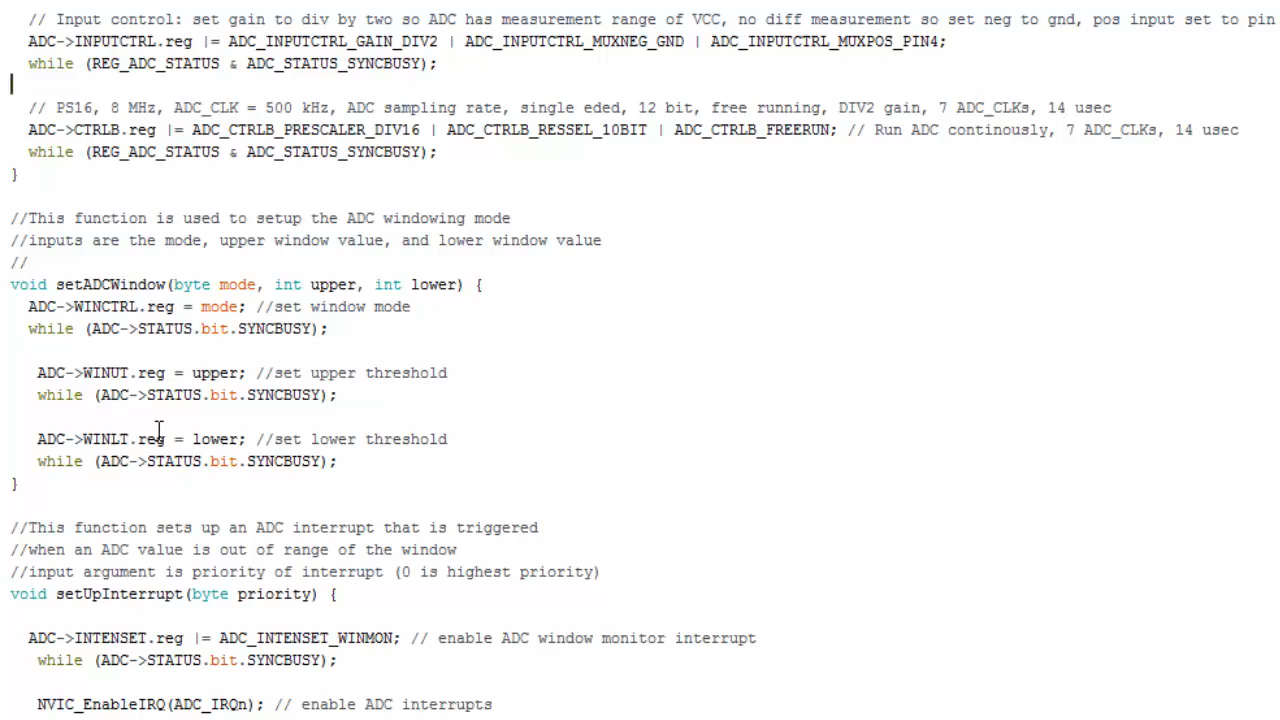 // Input control: set gain to div by two so ADC has measurement range of VCC, no diff measurement so set neg to gnd, pos input set to pin
ADC->INPUTCTRL.reg |= ADC_INPUTCTRL_GAIN_DIV2 | ADC_INPUTCTRL_MUXNEG_GND | ADC_INPUTCTRL_MUXPOS_PIN4;
while (REG_ADC_STATUS & ADC_STATUS_SYNCBUSY);
// PS16, 8 MHz, ADC_CLK = 500 kHz, ADC sampling rate, single eded, 12 bit, free running, DIV2 gain, 7 ADC_CLKs, 14 usec
ADC->CTRLB.reg |= ADC_CTRLB_PRESCALER_DIV16 | ADC_CTRLB_RESSEL_10BIT | ADC_CTRLB_FREERUN; // Run ADC continously, 7 ADC_CLKs, 14 usec
while (REG_ADC_STATUS & ADC_STATUS_SYNCBUSY);
}
//This function is used to setup the ADC windowing mode
//inputs are the mode, upper window value, and lower window value
//
void setADCWindow(byte mode, int upper, int lower) {
ADC->WINCTRL.reg = mode; //set window mode
while (ADC->STATUS.bit.SYNCBUSY);
ADC->WINUT.reg = upper; //set upper threshold
while (ADC->STATUS.bit.SYNCBUSY);
ADC->WINLT.reg = lower; //set lower threshold
while (ADC->STATUS.bit.SYNCBUSY);
}
//This function sets up an ADC interrupt that is triggered
//when an ADC value is out of range of the window
//input argument is priority of interrupt (0 is highest priority)
void setUpInterrupt(byte priority) {
ADC->INTENSET.reg |= ADC_INTENSET_WINMON; // enable ADC window monitor interrupt
while (ADC->STATUS.bit.SYNCBUSY);
NVIC_EnableIRQ(ADC_IRQn); // enable ADC interrupts